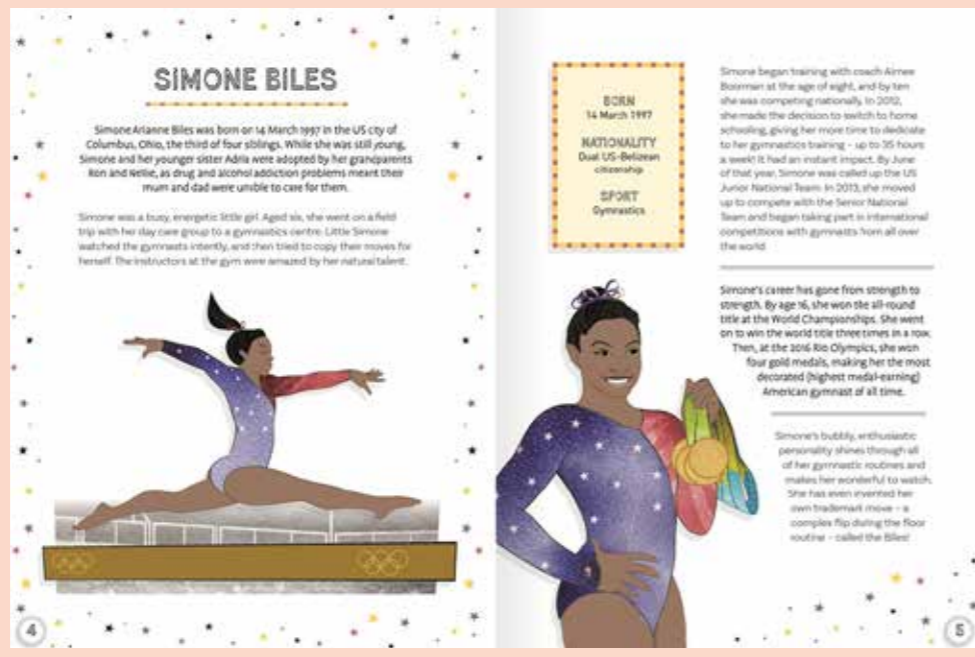 SIMONE BILES
Simone Arianne Biles was born on 14 March 1997 in the US city of
Columbus, Ohio, the third of four siblings. While she was still young,
Simone and her younger sister Adria were adopted by her grandparents
Ron and Nellie, as drug and alcohol addiction problems meant their
mum and dad were unable to care for them.
Simone was a busy, energetic little girl. Aged six, she went on a field
trip with her day care group to a gymnastics centre. Little Simone
watched the gymnasts intently, and then tried to copy their moves for
herself. The instructors at the gym were amazed by her natural talent.
4
BORN
14 March 1997
NATIONALITY
Dual US-Belizean
citizenship
SPORT
Gymnastics
Simone began training with coach Aimee
Boorman at the age of eight, and by ten
she was competing nationally. In 2012,
she made the decision to switch to home
schooling, giving her more time to dedicate
to her gymnastics training – up to 35 hours
a week! It had an instant impact. By June
of that year, Simone was called up the US
Junior National Team. In 2013, she moved
up to compete with the Senior National
Team and began taking part in international
competitions with gymnasts from all over
the world.
Simone's career has gone from strength to
strength. By age 16, she won the all-round
title at the World Championships. She went
on to win the world title three times in a row.
Then, at the 2016 Rio Olympics, she won
four gold medals, making her the most
decorated (highest medal-earning)
American gymnast of all time.
Simone's bubbly, enthusiastic
personality shines through all
of her gymnastic routines and
makes her wonderful to watch.
She has even invented her
own trademark move – a
complex flip during the floor
routine – called the Biles!
5